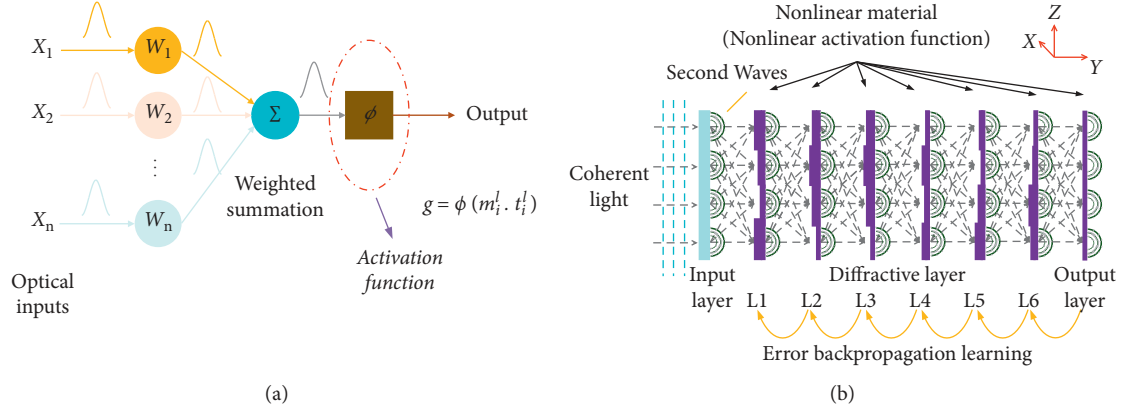 X1
W1
X2
W2
Σ
ϕ
Output
⋮
Weighted
summation
g = ϕ (m_i^l . t_i^l)
Xn
Wn
Activation
function
Optical
inputs
(a)
Nonlinear material
(Nonlinear activation function)
Z
X
Y
Second Waves
Coherent
light
Input
layer
Diffractive layer
Output
layer
L1 L2 L3 L4 L5 L6
Error backpropagation learning
(b)